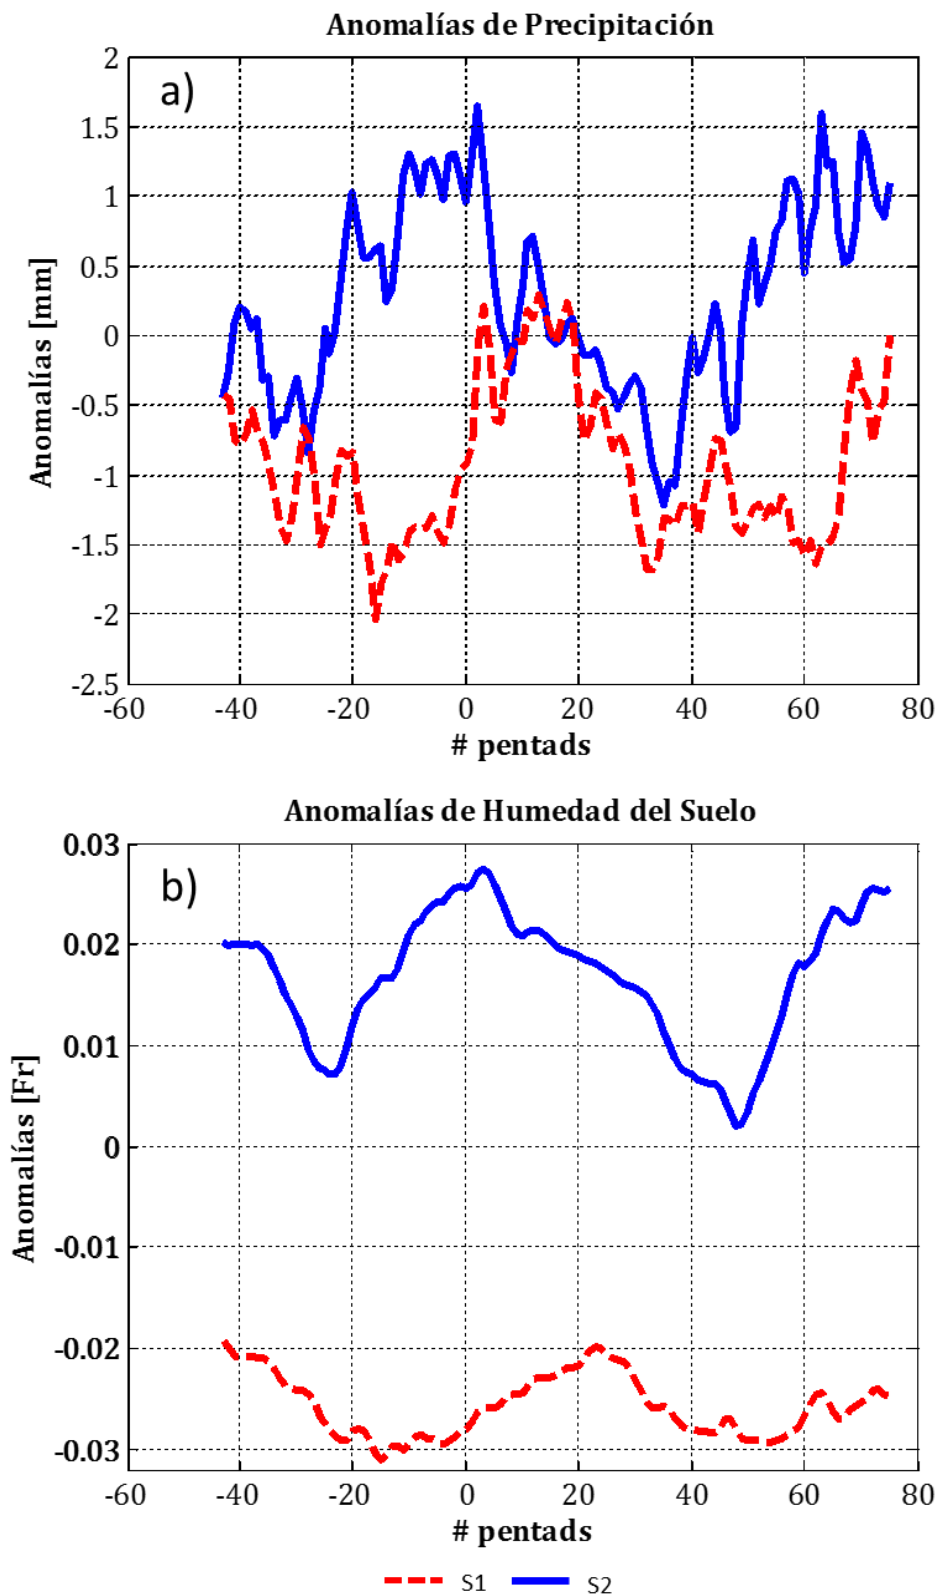 Anomalías de Precipitación
a)
Anomalías [mm]
2
1.5
1
0.5
0
-0.5
-1
-1.5
-2
-2.5
-60 -40 -20 0 20 40 60 80
# pentads
Anomalías de Humedad del Suelo
b)
Anomalías [Fr]
0.03
0.02
0.01
0
-0.01
-0.02
-0.03
-60 -40 -20 0 20 40 60 80
# pentads
S1 S2